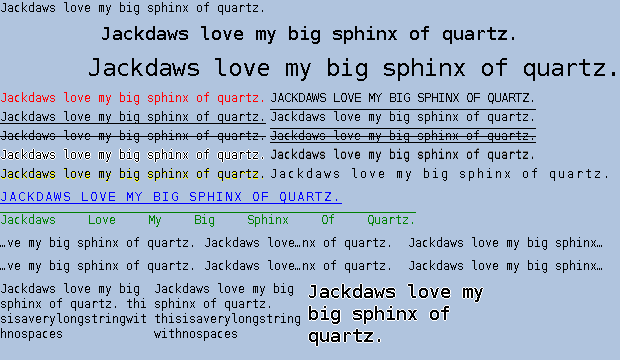 Jackdaws love my big sphinx of quartz.
Jackdaws love my big sphinx of quartz.
Jackdaws love my big sphinx of quartz.
Jackdaws love my big sphinx of quartz. JACKDAWS LOVE MY BIG SPHINX OF QUARTZ.
Jackdaws love my big sphinx of quartz. Jackdaws love my big sphinx of quartz.
Jackdaws love my big sphinx of quartz. Jackdaws love my big sphinx of quartz.
Jackdaws love my big sphinx of quartz. Jackdaws love my big sphinx of quartz.
Jackdaws love my big sphinx of quartz. Jackdaws love my big sphinx of quartz.
JACKDAWS LOVE MY BIG SPHINX OF QUARTZ.
Jackdaws Love My Big Sphinx Of Quartz.
…ve my big sphinx of quartz. Jackdaws love…nx of quartz. Jackdaws love my big sphinx…
…ve my big sphinx of quartz. Jackdaws love…nx of quartz. Jackdaws love my big sphinx…
Jackdaws love my big
sphinx of quartz. thi
sisaverylongstringwit
hnospaces
Jackdaws love my big
sphinx of quartz.
thisisaverylongstring
withnospaces
Jackdaws love my
big sphinx of
quartz.